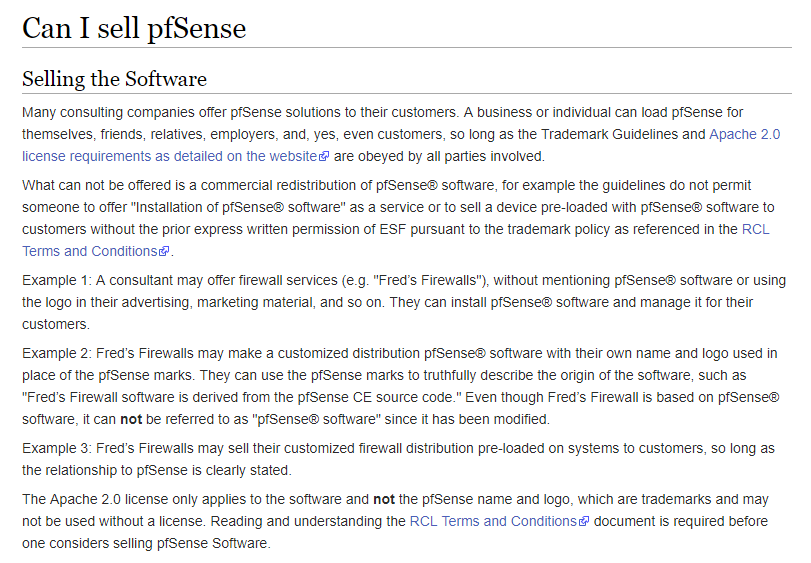 Can I sell pfSense
Selling the Software
Many consulting companies offer pfSense solutions to their customers. A business or individual can load pfSense for
themselves, friends, relatives, employers, and, yes, even customers, so long as the Trademark Guidelines and Apache 2.0
license requirements as detailed on the website are obeyed by all parties involved.
What can not be offered is a commercial redistribution of pfSense® software, for example the guidelines do not permit
someone to offer "Installation of pfSense® software" as a service or to sell a device pre-loaded with pfSense® software to
customers without the prior express written permission of ESF pursuant to the trademark policy as referenced in the RCL
Terms and Conditions.
Example 1: A consultant may offer firewall services (e.g. "Fred's Firewalls"), without mentioning pfSense® software or using
the logo in their advertising, marketing material, and so on. They can install pfSense® software and manage it for their
customers.
Example 2: Fred’s Firewalls may make a customized distribution pfSense® software with their own name and logo used in
place of the pfSense marks. They can use the pfSense marks to truthfully describe the origin of the software, such as
"Fred’s Firewall software is derived from the pfSense CE source code." Even though Fred’s Firewall is based on pfSense®
software, it can not be referred to as "pfSense® software" since it has been modified.
Example 3: Fred’s Firewalls may sell their customized firewall distribution pre-loaded on systems to customers, so long as
the relationship to pfSense is clearly stated.
The Apache 2.0 license only applies to the software and not the pfSense name and logo, which are trademarks and may
not be used without a license. Reading and understanding the RCL Terms and Conditions document is required before
one considers selling pfSense Software.